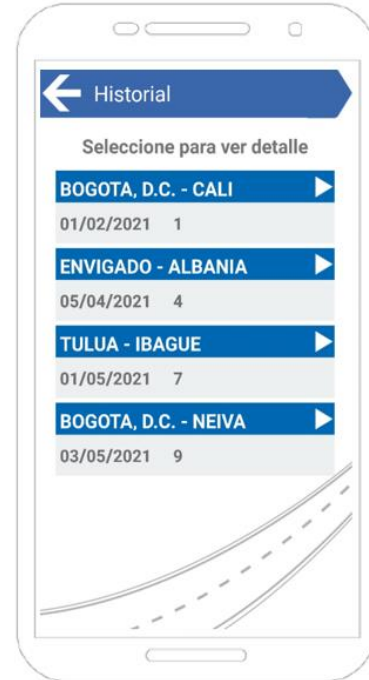 Historial
Seleccione para ver detalle
BOGOTA, D.C. - CALI
01/02/2021 1
ENVIGADO - ALBANIA
05/04/2021 4
TULUA - IBAGUE
01/05/2021 7
BOGOTA, D.C. - NEIVA
03/05/2021 9